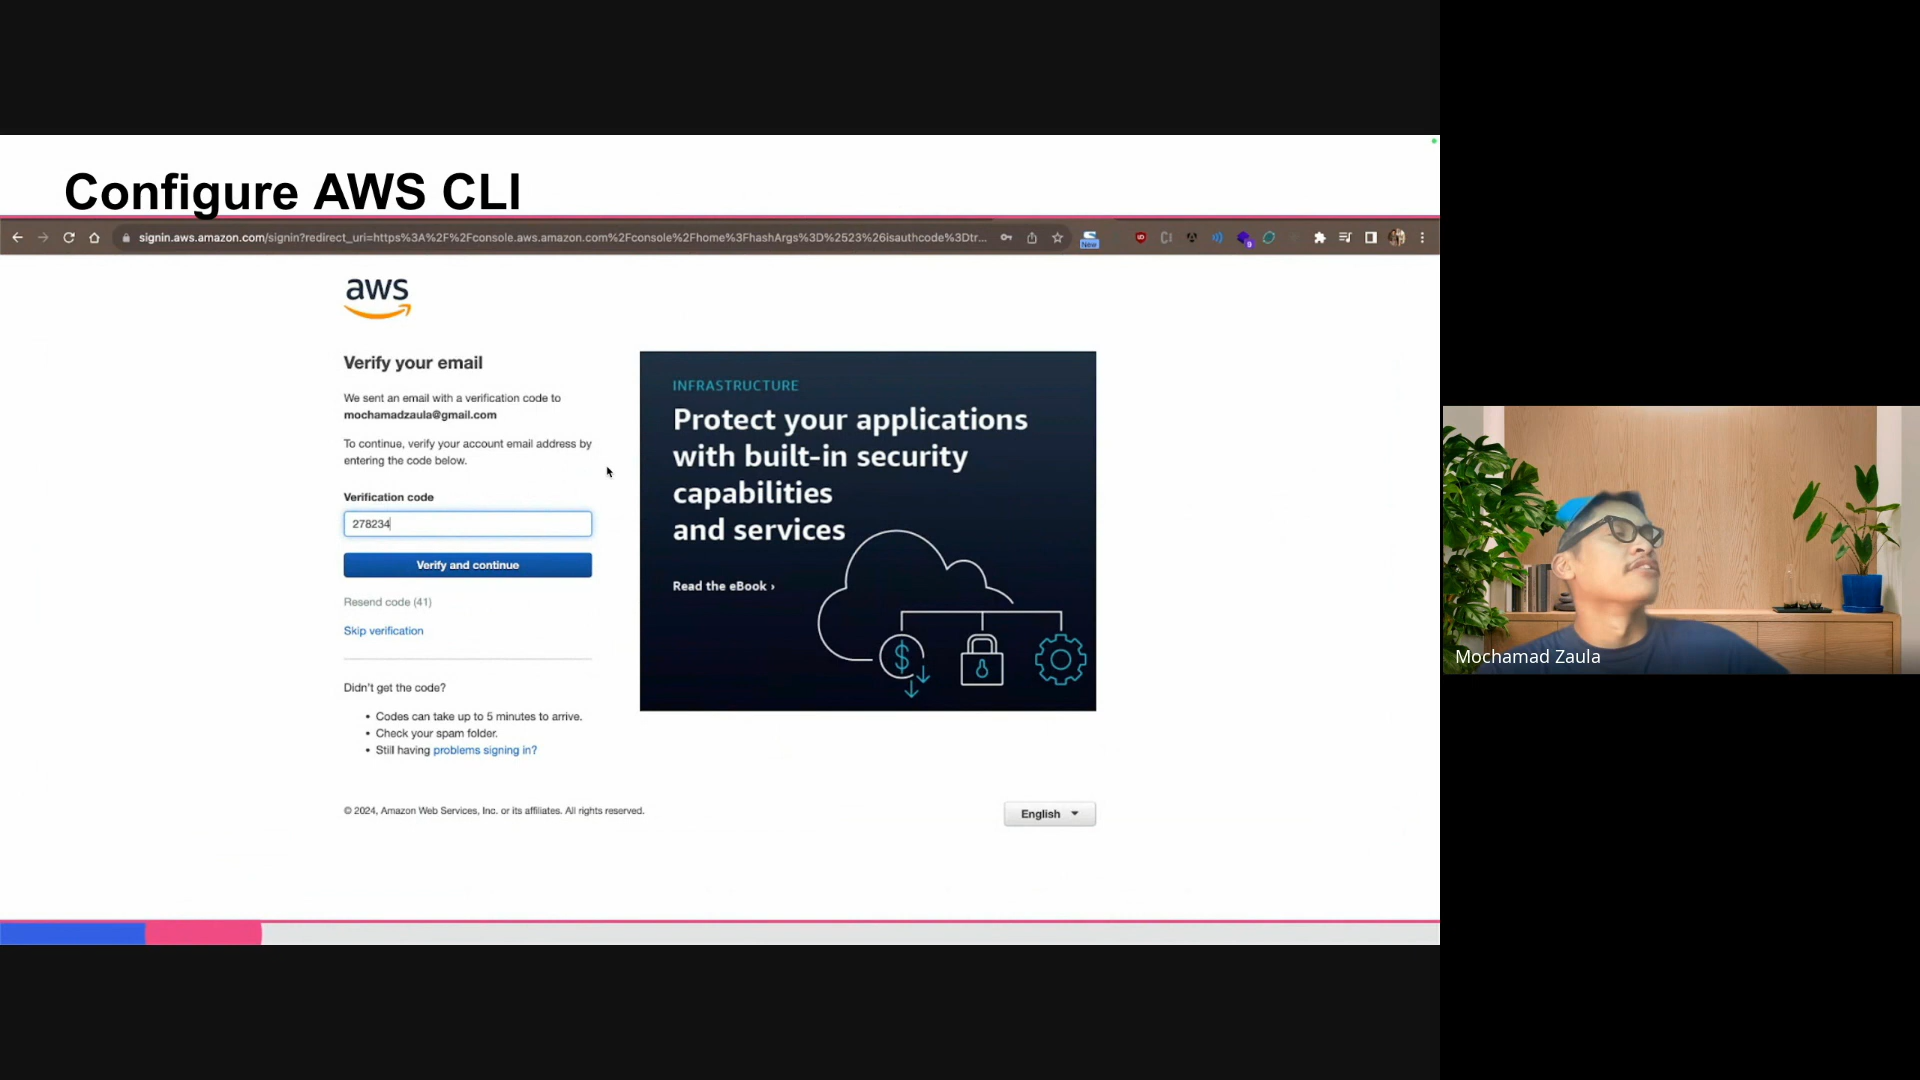 Configure AWS CLI
signin.aws.amazon.com/signin?redirect_uri=https%3A%2F%2Fconsole.aws.amazon.com%2Fconsole%2Fhome%3FhashArgs%3D%2523%26isauthcode%3Dtr...
New
9
aws
Verify your email
We sent an email with a verification code to
mochamadzaula@gmail.com
To continue, verify your account email address by
entering the code below.
Verification code
278234
Verify and continue
Resend code (41)
Skip verification
Didn't get the code?
• Codes can take up to 5 minutes to arrive.
• Check your spam folder.
• Still having problems signing in?
INFRASTRUCTURE
Protect your applications
with built-in security
capabilities
and services
Read the eBook ›
$
© 2024, Amazon Web Services, Inc. or its affiliates. All rights reserved.
English
Mochamad Zaula